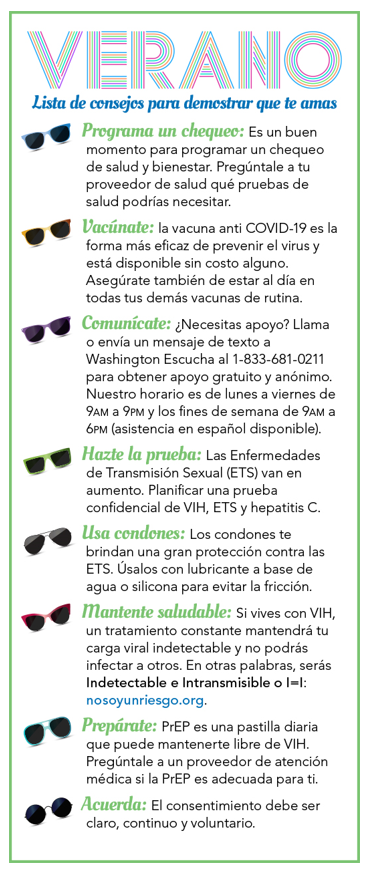 VERANO
Lista de consejos para demostrar que te amas
Programa un chequeo: Es un buen
momento para programar un chequeo
de salud y bienestar. Pregúntale a tu
proveedor de salud qué pruebas de
salud podrías necesitar.
Vacúnate: la vacuna anti COVID-19 es la
forma más eficaz de prevenir el virus y
está disponible sin costo alguno.
Asegúrate también de estar al día en
todas tus demás vacunas de rutina.
Comunícate: ¿Necesitas apoyo? Llama
o envía un mensaje de texto a
Washington Escucha al 1-833-681-0211
para obtener apoyo gratuito y anónimo.
Nuestro horario es de lunes a viernes de
9AM a 9PM y los fines de semana de 9AM a
6PM (asistencia en español disponible).
Hazte la prueba: Las Enfermedades
de Transmisión Sexual (ETS) van en
aumento. Planificar una prueba
confidencial de VIH, ETS y hepatitis C.
Usa condones: Los condones te
brindan una gran protección contra las
ETS. Úsalos con lubricante a base de
agua o silicona para evitar la fricción.
Mantente saludable: Si vives con VIH,
un tratamiento constante mantendrá tu
carga viral indetectable y no podrás
infectar a otros. En otras palabras, serás
Indetectable e Intransmisible o I=I:
nosoyunriesgo.org.
Prepárate: PrEP es una pastilla diaria
que puede mantenerte libre de VIH.
Pregúntale a un proveedor de atención
médica si la PrEP es adecuada para ti.
Acuerda: El consentimiento debe ser
claro, continuo y voluntario.